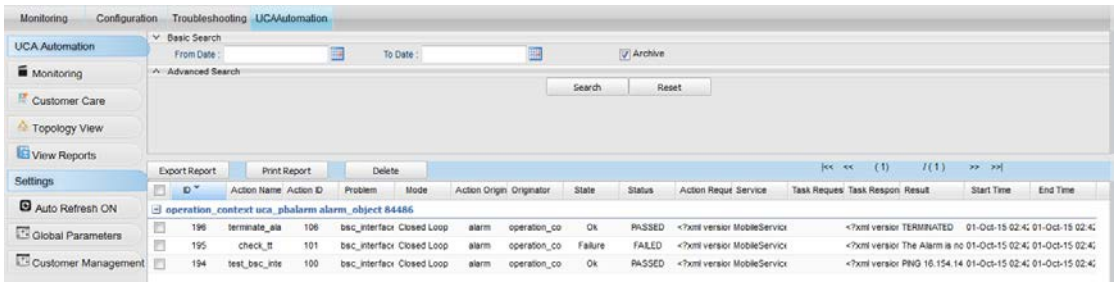 Monitoring Configuration Troubleshooting UCAAutomation
UCA Automation
Monitoring
Customer Care
Topology View
View Reports
Settings
Auto Refresh ON
Global Parameters
Customer Management
Basic Search
From Date : To Date : Archive
Advanced Search
Search Reset
Export Report Print Report Delete |<< << (1) /(1) >> >>|
ID Action Name Action ID Problem Mode Action Origin Originator State Status Action Reque Service Task Reques Task Respon Result Start Time End Time
operation_context uca_pbalarm alarm_object 84486
196 terminate_ala 106 bsc_interface Closed Loop alarm operation_co Ok PASSED <?xml version MobileService <?xml version TERMINATED 01-Oct-15 02:42 01-Oct-15 02:42
195 check_tt 101 bsc_interface Closed Loop alarm operation_co Failure FAILED <?xml version MobileService <?xml version The Alarm is no 01-Oct-15 02:42 01-Oct-15 02:42
194 test_bsc_inte 100 bsc_interface Closed Loop alarm operation_co Ok PASSED <?xml version MobileService <?xml version PING 16.154.14 01-Oct-15 02:42 01-Oct-15 02:42